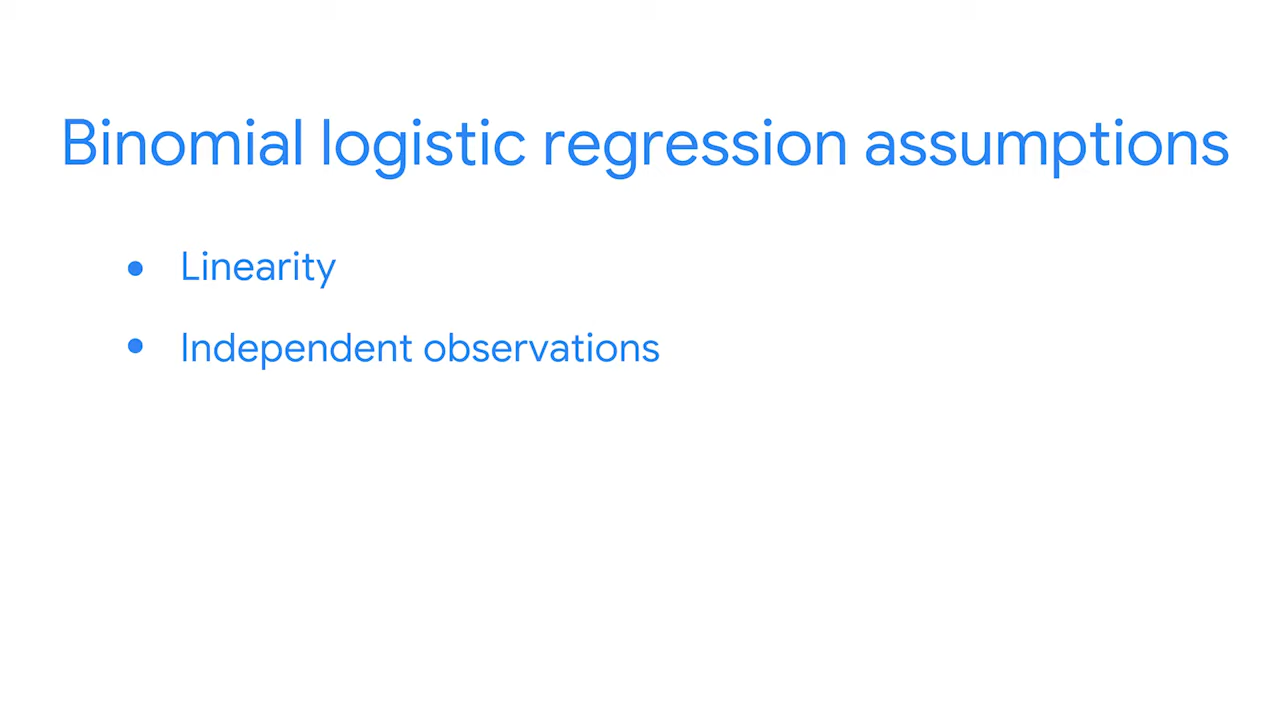 Binomial logistic regression assumptions
• Linearity
• Independent observations